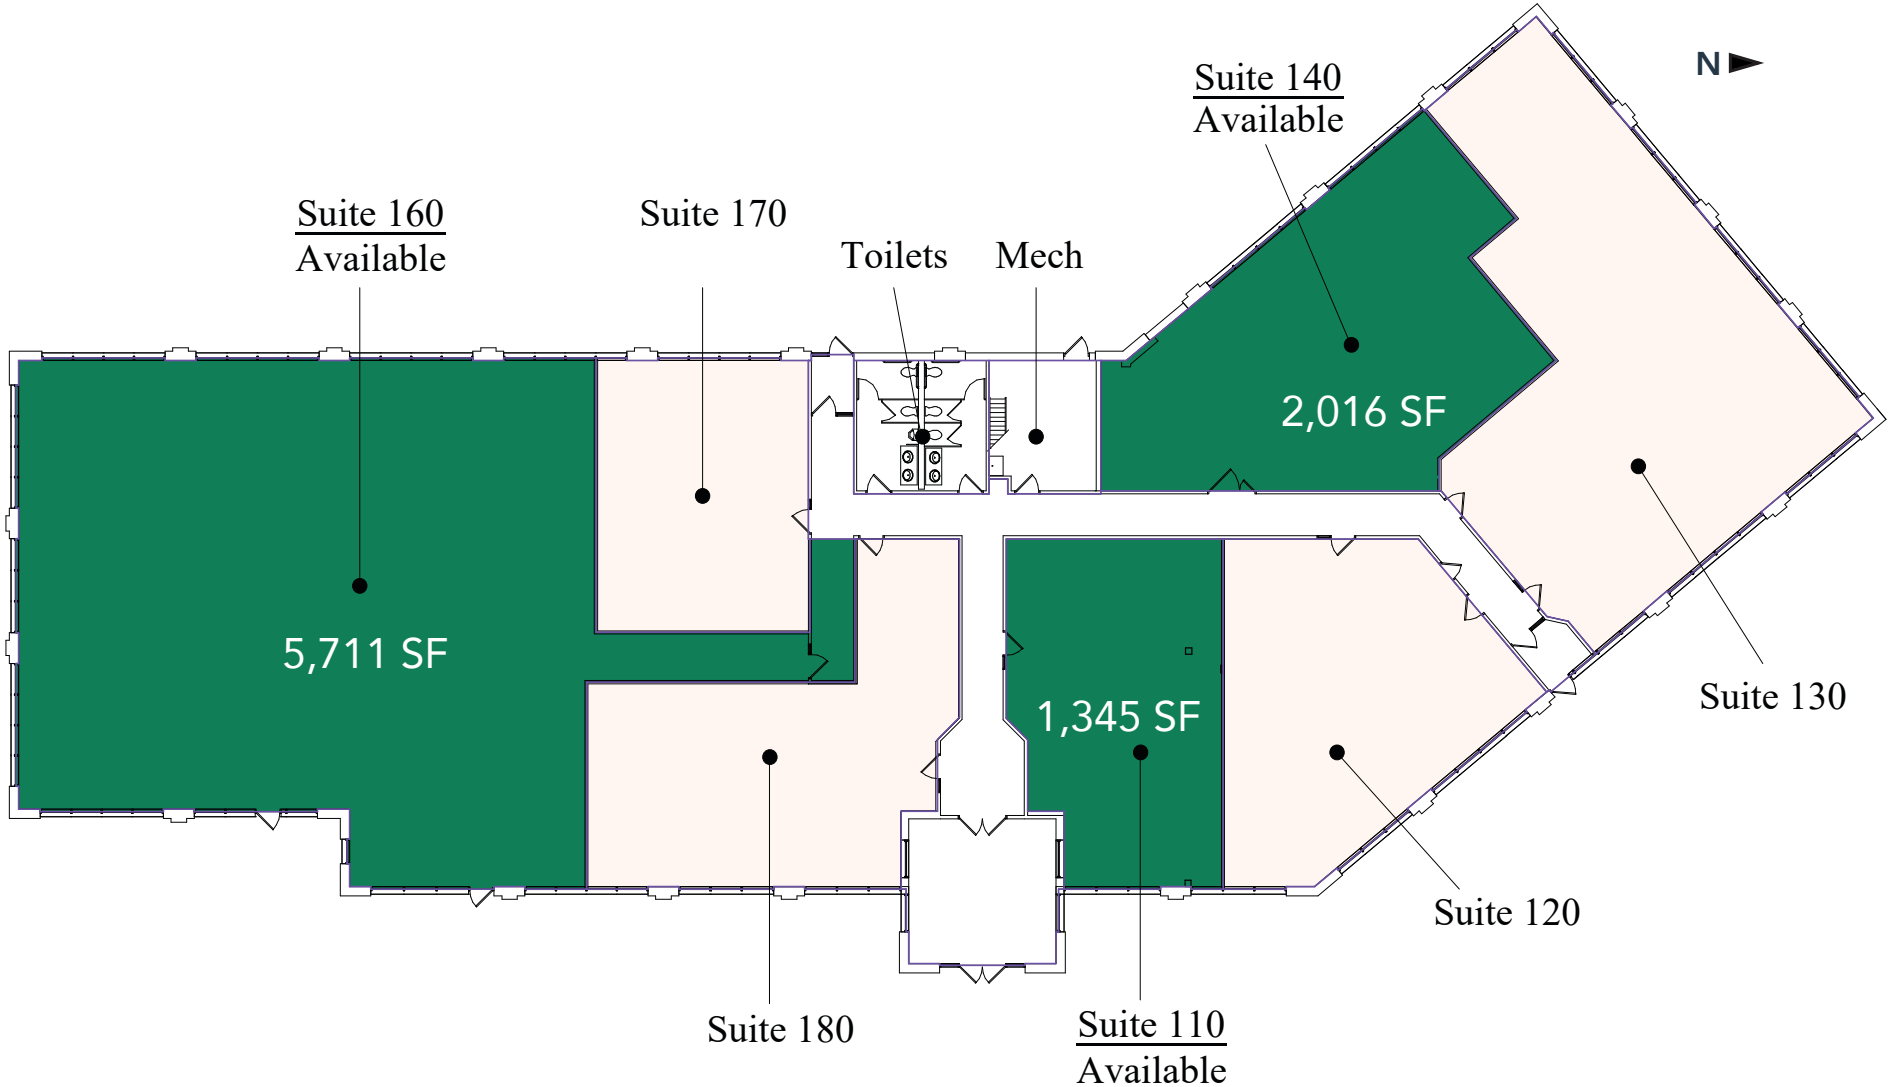 N
Suite 140
Available
Suite 160
Available
Suite 170
Toilets
Mech
2,016 SF
5,711 SF
1,345 SF
Suite 130
Suite 120
Suite 180
Suite 110
Available